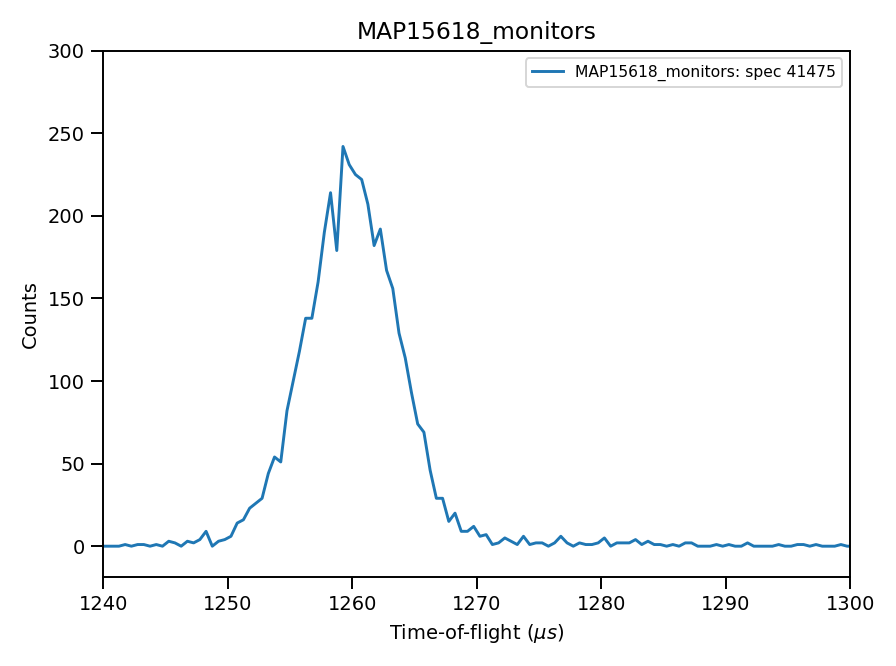 MAP15618_monitors
MAP15618_monitors: spec 41475
Counts
300
250
200
150
100
50
0
1240 1250 1260 1270 1280 1290 1300
Time-of-flight (μs)